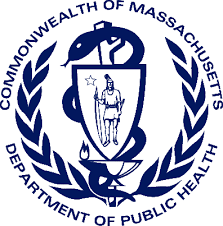 COMMONWEALTH OF MASSACHUSETTS
DEPARTMENT OF PUBLIC HEALTH